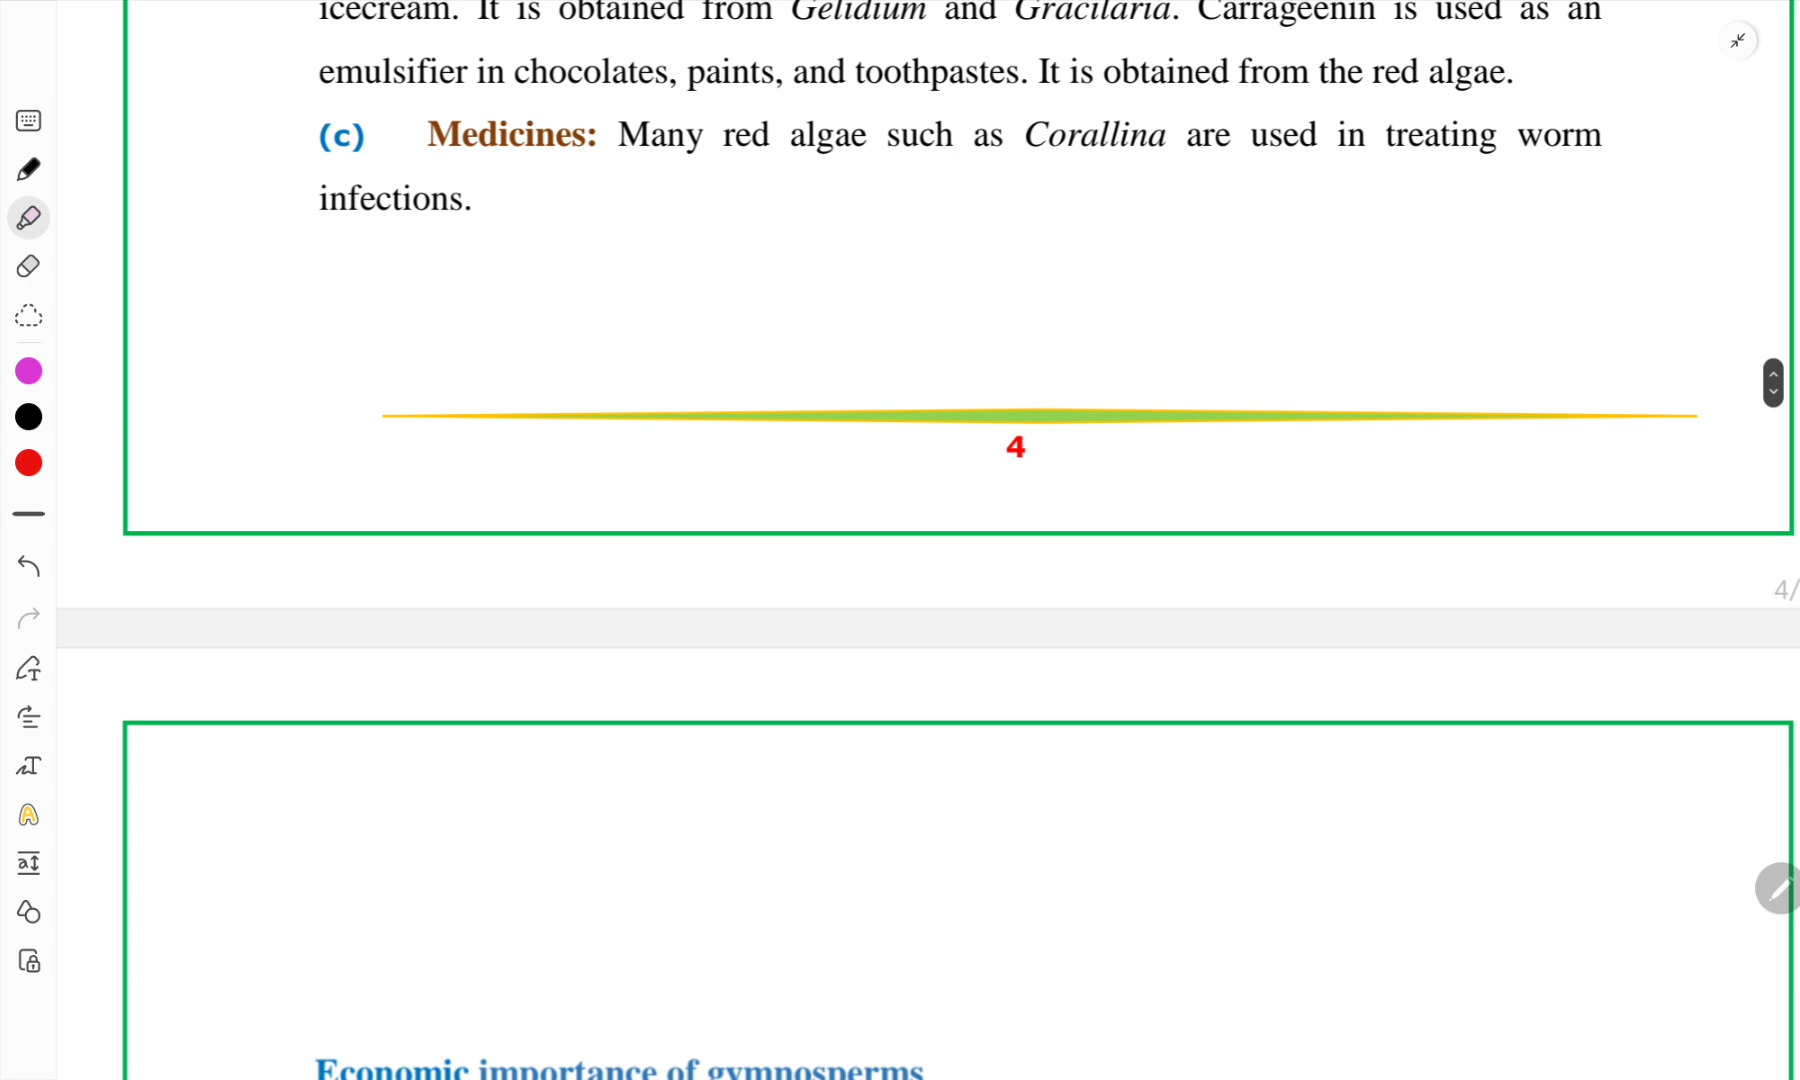 icecream. It is obtained from Gelidium and Gracilaria. Carrageenin is used as an
emulsifier in chocolates, paints, and toothpastes. It is obtained from the red algae.
(c) Medicines: Many red algae such as Corallina are used in treating worm
infections.
4
4/
Economic importance of gymnosperms